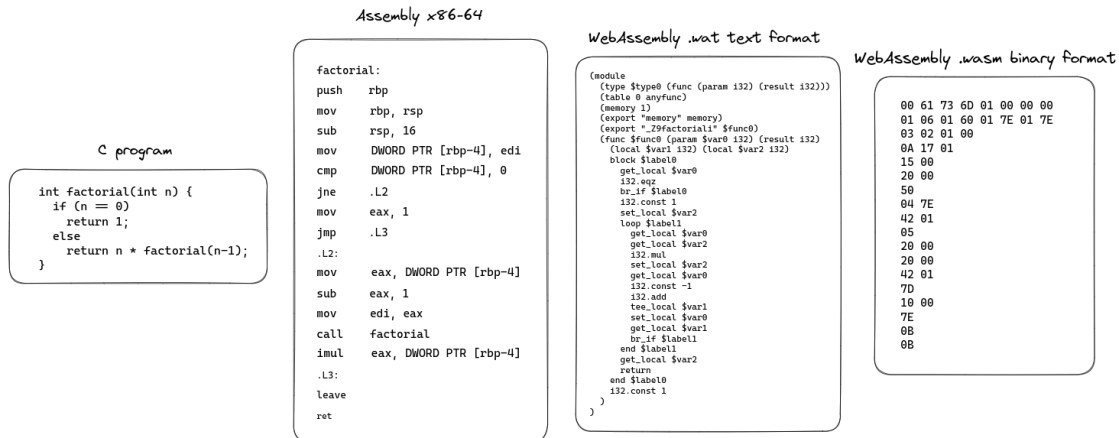 C program
int factorial(int n) {
  if (n == 0)
    return 1;
  else
    return n * factorial(n-1);
}
Assembly x86-64
factorial:
push    rbp
mov     rbp, rsp
sub     rsp, 16
mov     DWORD PTR [rbp-4], edi
cmp     DWORD PTR [rbp-4], 0
jne     .L2
mov     eax, 1
jmp     .L3
.L2:
mov     eax, DWORD PTR [rbp-4]
sub     eax, 1
mov     edi, eax
call    factorial
imul    eax, DWORD PTR [rbp-4]
.L3:
leave
ret
WebAssembly .wat text format
(module
  (type $type0 (func (param i32) (result i32)))
  (table 0 anyfunc)
  (memory 1)
  (export "memory" memory)
  (export "_Z9factoriali" $func0)
  (func $func0 (param $var0 i32) (result i32)
    (local $var1 i32) (local $var2 i32)
    block $label0
      get_local $var0
      i32.eqz
      br_if $label0
      i32.const 1
      set_local $var2
      loop $label1
        get_local $var0
        get_local $var2
        i32.mul
        set_local $var2
        get_local $var0
        i32.const -1
        i32.add
        tee_local $var1
        set_local $var0
        get_local $var1
        br_if $label1
      end $label1
      get_local $var2
      return
    end $label0
    i32.const 1
  )
)
WebAssembly .wasm binary format
00 61 73 6D 01 00 00 00
01 06 01 60 01 7E 01 7E
03 02 01 00
0A 17 01
15 00
20 00
50
04 7E
42 01
05
20 00
20 00
42 01
7D
10 00
7E
0B
0B